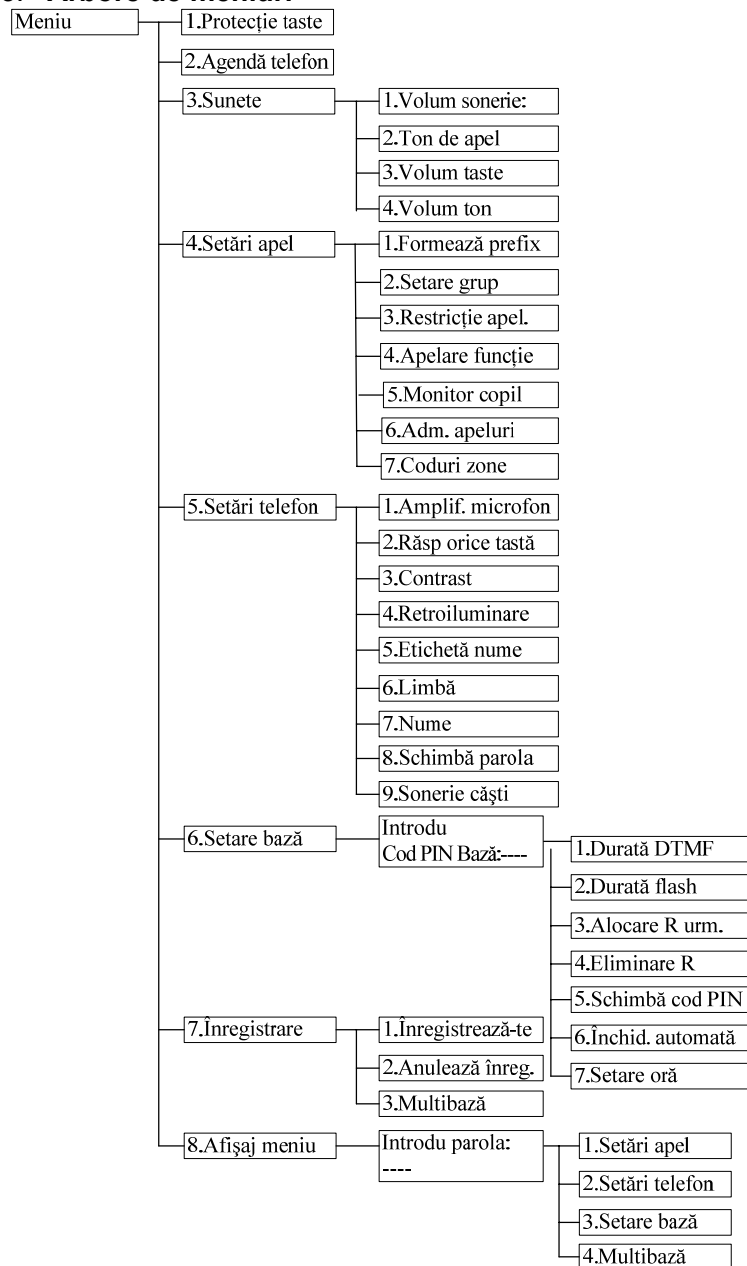 Meniu
1.Protecție taste
2.Agendă telefon
3.Sunete
1.Volum sonerie:
2.Ton de apel
3.Volum taste
4.Volum ton
4.Setări apel
1.Formează prefix
2.Setare grup
3.Restricție apel.
4.Apelare funcție
5.Monitor copil
6.Adm. apeluri
7.Coduri zone
5.Setări telefon
1.Amplif. microfon
2.Răsp orice tastă
3.Contrast
4.Retroiluminare
5.Etichetă nume
6.Limbă
7.Nume
8.Schimbă parola
9.Sonerie căşti
6.Setare bază
Introdu
Cod PIN Bază:----
1.Durată DTMF
2.Durată flash
3.Alocare R urm.
4.Eliminare R
5.Schimbă cod PIN
6.Închid. automată
7.Setare oră
7.Înregistrare
1.Înregistrează-te
2.Anulează înreg.
3.Multibază
8.Afişaj meniu
Introdu parola:
----
1.Setări apel
2.Setări telefon
3.Setare bază
4.Multibază